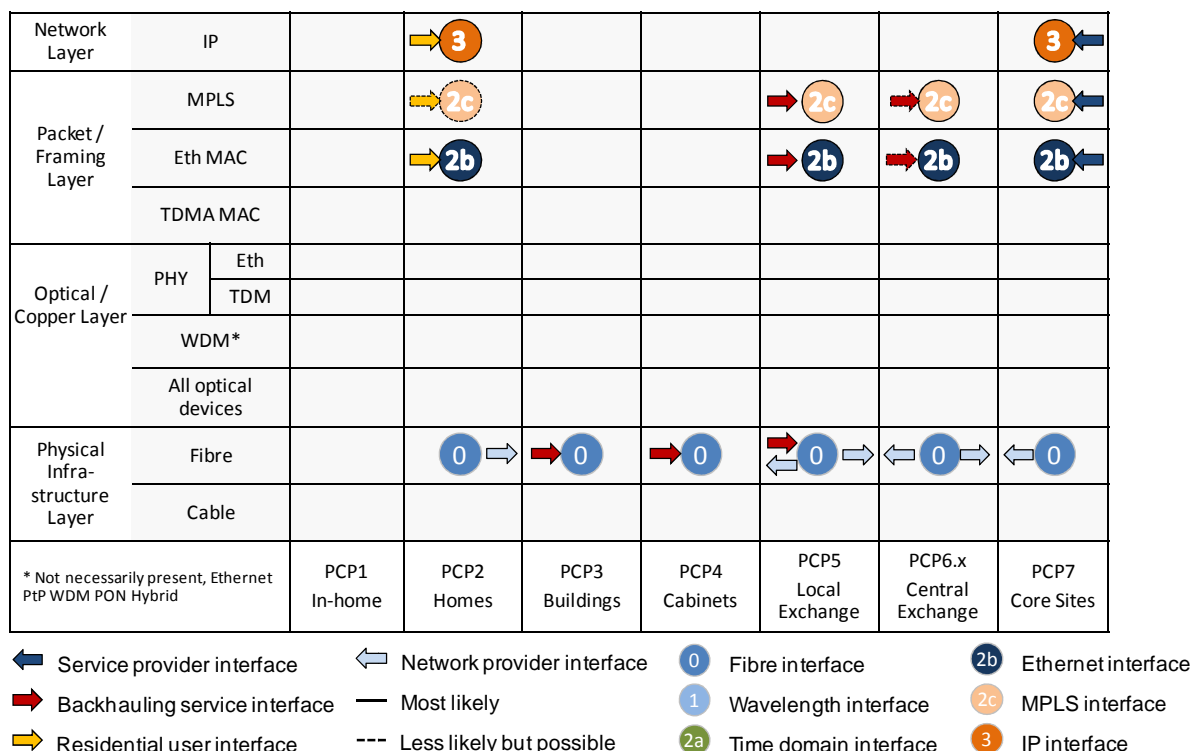 Network
Layer
IP
3
3
Packet /
Framing
Layer
MPLS
2c
2c
2c
2c
Eth MAC
2b
2b
2b
2b
TDMA MAC
Optical /
Copper Layer
PHY
Eth
TDM
WDM*
All optical
devices
Physical
Infra-
structure
Layer
Fibre
0
0
0
0
0
0
Cable
* Not necessarily present, Ethernet
PtP WDM PON Hybrid
PCP1
In-home
PCP2
Homes
PCP3
Buildings
PCP4
Cabinets
PCP5
Local
Exchange
PCP6.x
Central
Exchange
PCP7
Core Sites
Service provider interface
Network provider interface
0 Fibre interface
2b Ethernet interface
Backhauling service interface
Most likely
1 Wavelength interface
2c MPLS interface
Residential user interface
Less likely but possible
2a Time domain interface
3 IP interface